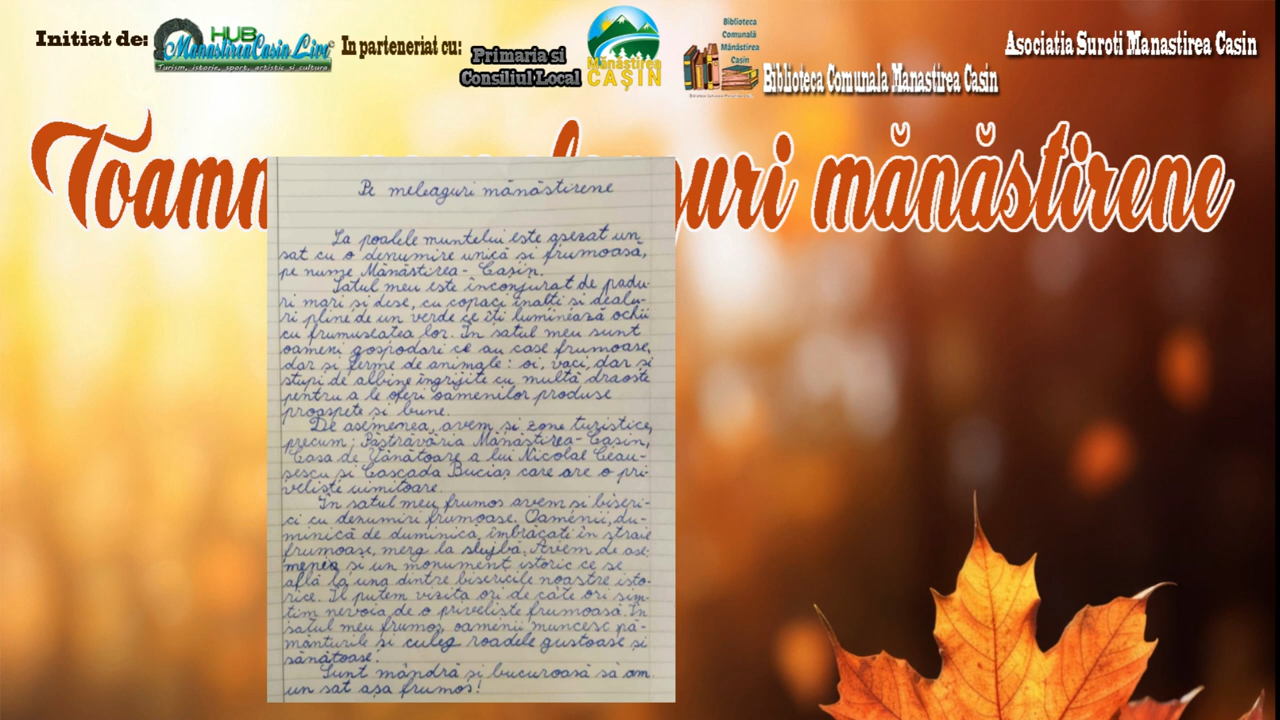 Initiat de:
HUB
ManastireaCasin Live
Turism, istorie, sport, artistic si cultura
In parteneriat cu:
Primaria si
Consiliul Local
Mănăstirea
CAȘIN
Biblioteca
Comunală
Mănăstirea
Casin
Biblioteca Comunala Manastirea Casin
Asociatia Suroti Manastirea Casin
mănăstirene
Pe meleaguri mănăstirene
La poalele muntelui este așezat un
sat cu o denumire unică și frumoasă,
pe nume Mănăstirea-Cașin.
Satul meu este înconjurat de padu-
ri mari și dese, cu copaci înalți și dealu-
ri pline de un verde ce îți luminează ochii
cu frumusețea lor. În satul meu sunt
oameni gospodari ce au case frumoase,
dar și ferme de animale: oi, vaci, dar și
stupi de albine îngrijite cu multă dragoste
pentru a le oferi oamenilor produse
proaspete și bune.
De asemenea, avem și zone turistice,
precum; Păstrăvăria Mănăstirea-Cașin,
Casa de Vânătoare a lui Nicolae Ceau-
șescu și Cascada Buciaș care are o pri-
veliște uimitoare.
În satul meu frumos avem și biseri-
ci cu denumiri frumoase. Oamenii, du-
minică de duminica, îmbrăcați în straie
frumoase, merg la slujbă. Avem de ase-
menea și un monument istoric ce se
află la una dintre bisericile noastre isto-
rice. Îl putem vizita ori de câte ori sim-
țim nevoia de o priveliște frumoasă. În
satul meu frumoz, oamenii muncesc pă-
mânturile și culeg roadele gustoase și
sănătoase.
Sunt mândră și bucuroasă să am
un sat așa frumos!